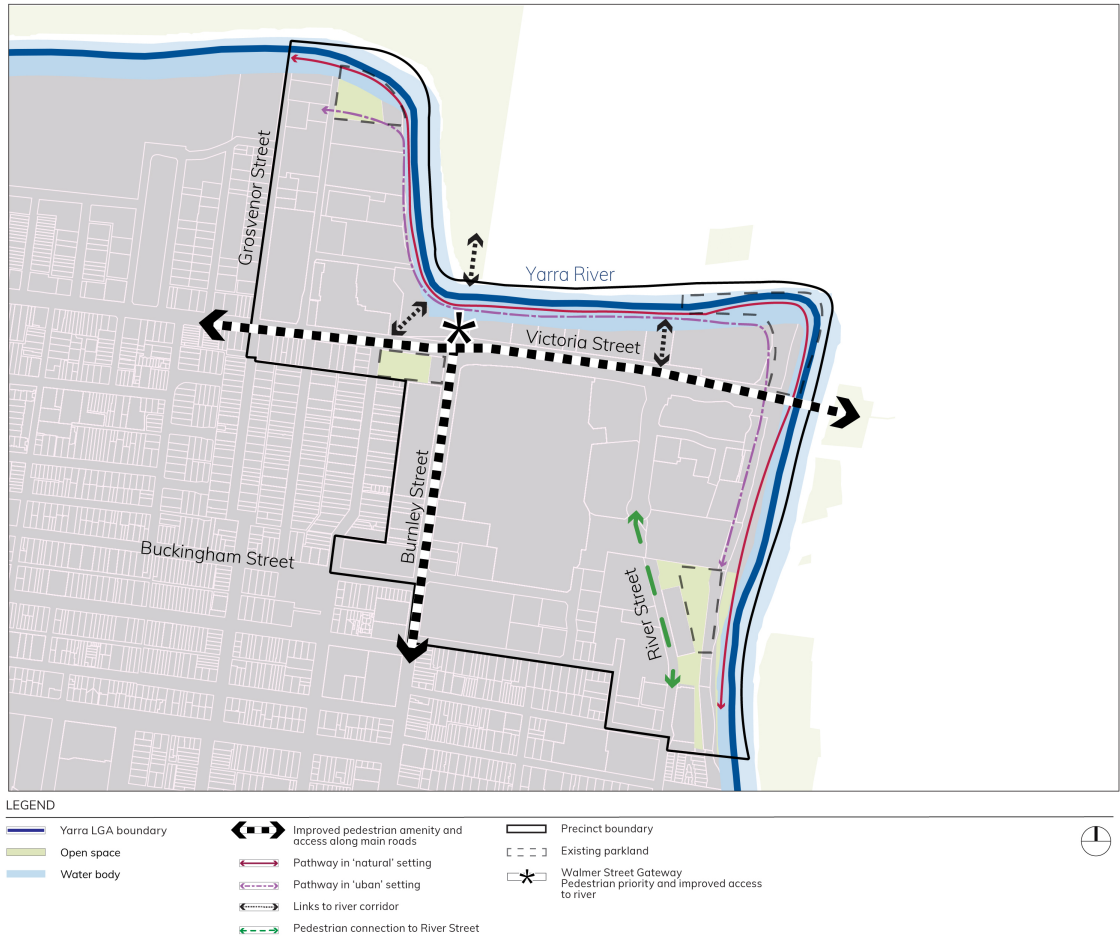 Grosvenor Street
Yarra River
Victoria Street
Burnley Street
Buckingham Street
River Street
LEGEND
Yarra LGA boundary
Open space
Water body
Improved pedestrian amenity and
access along main roads
Pathway in ‘natural’ setting
Pathway in ‘uban’ setting
Links to river corridor
Pedestrian connection to River Street
Precinct boundary
Existing parkland
Walmer Street Gateway
Pedestrian priority and improved access
to river